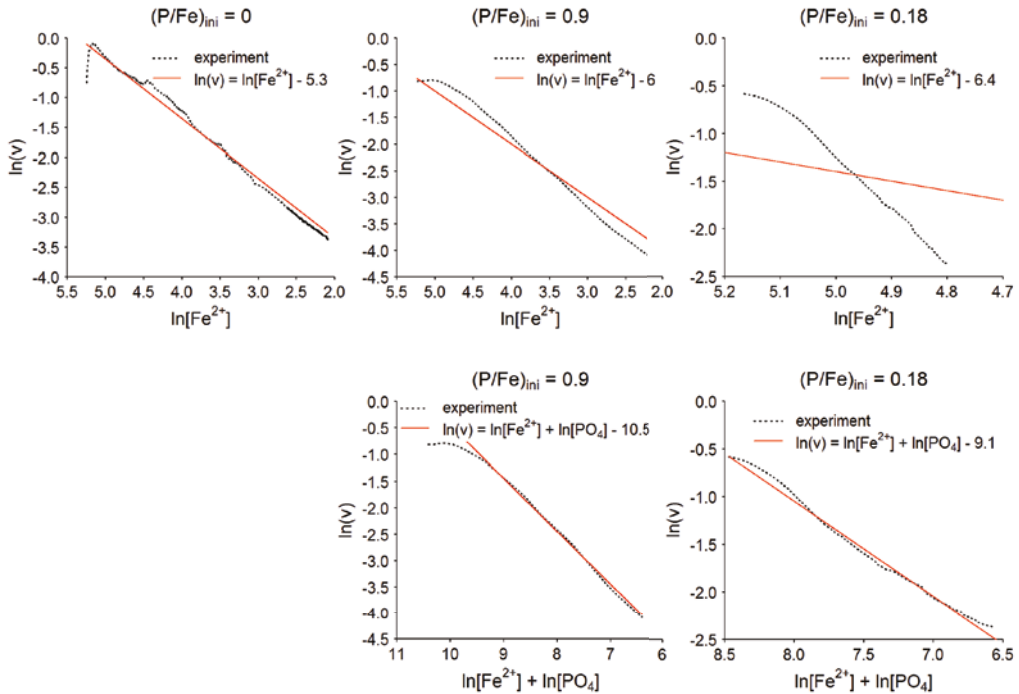 (P/Fe)ini = 0
experiment
ln(v) = ln[Fe2+] - 5.3
0.0
-0.5
-1.0
-1.5
-2.0
-2.5
-3.0
-3.5
-4.0
ln(v)
5.5 5.0 4.5 4.0 3.5 3.0 2.5 2.0
ln[Fe2+]
(P/Fe)ini = 0.9
experiment
ln(v) = ln[Fe2+] - 6
0.0
-0.5
-1.0
-1.5
-2.0
-2.5
-3.0
-3.5
-4.0
-4.5
ln(v)
5.5 5.0 4.5 4.0 3.5 3.0 2.5 2.0
ln[Fe2+]
(P/Fe)ini = 0.18
experiment
ln(v) = ln[Fe2+] - 6.4
0.0
-0.5
-1.0
-1.5
-2.0
-2.5
ln(v)
5.2 5.1 5.0 4.9 4.8 4.7
ln[Fe2+]
(P/Fe)ini = 0.9
experiment
ln(v) = ln[Fe2+] + ln[PO4] - 10.5
0.0
-0.5
-1.0
-1.5
-2.0
-2.5
-3.0
-3.5
-4.0
-4.5
ln(v)
11 10 9 8 7 6
ln[Fe2+] + ln[PO4]
(P/Fe)ini = 0.18
experiment
ln(v) = ln[Fe2+] + ln[PO4] - 9.1
0.0
-0.5
-1.0
-1.5
-2.0
-2.5
ln(v)
8.5 8.0 7.5 7.0 6.5
ln[Fe2+] + ln[PO4]